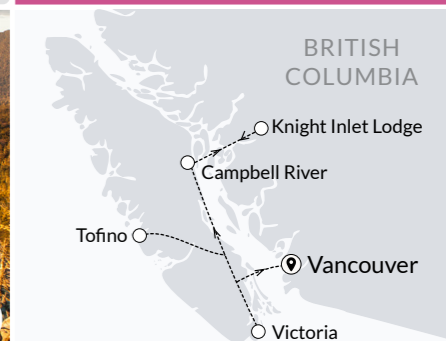 BRITISH
COLUMBIA
Knight Inlet Lodge
Campbell River
Tofino
Vancouver
Victoria